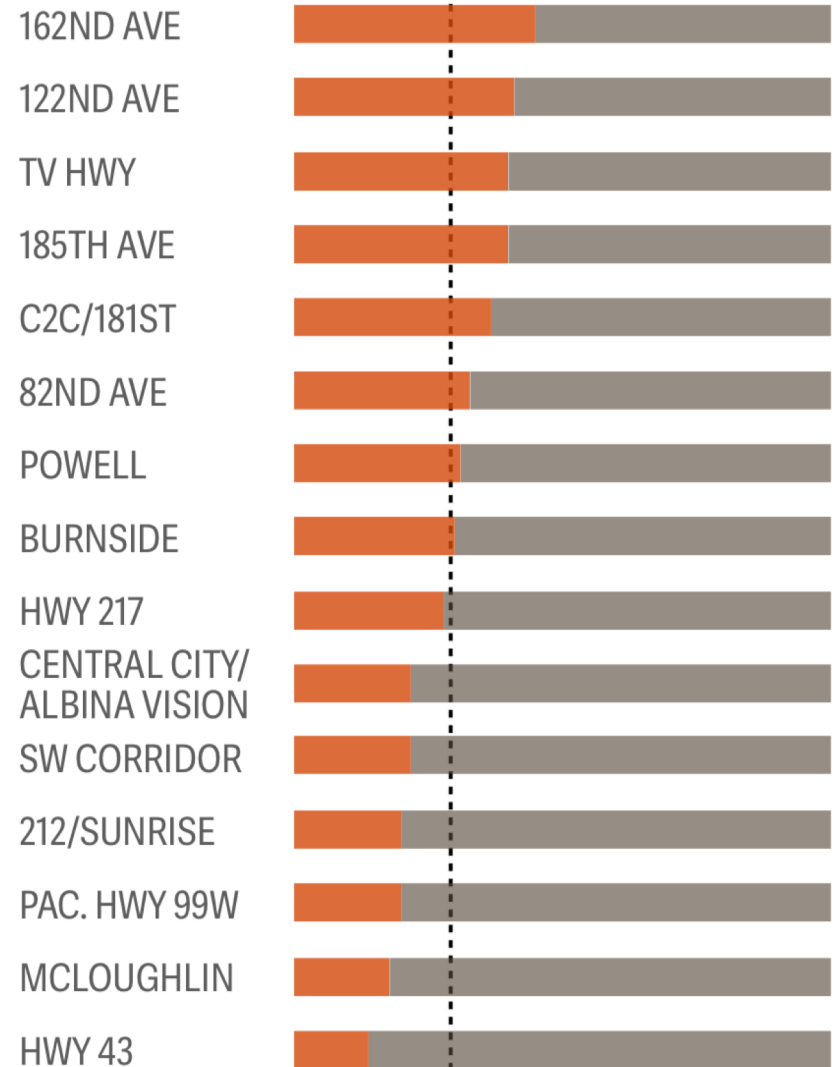 162ND AVE
122ND AVE
TV HWY
185TH AVE
C2C/181ST
82ND AVE
POWELL
BURNSIDE
HWY 217
CENTRAL CITY/
ALBINA VISION
SW CORRIDOR
212/SUNRISE
PAC. HWY 99W
MCLOUGHLIN
HWY 43